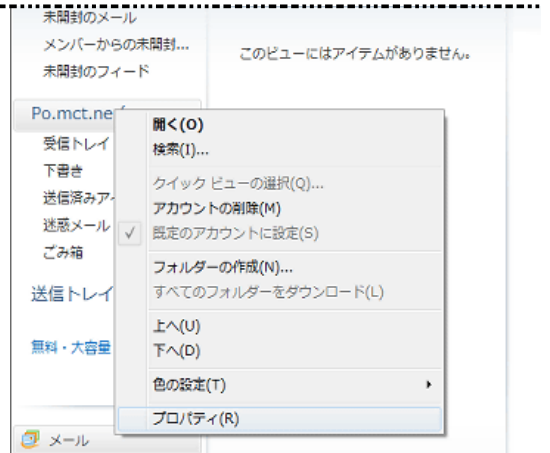 未開封のメール
メンバーからの未開封...
未開封のフィード
このビューにはアイテムがありません。
Po.mct.ne
受信トレイ
下書き
送信済みア
迷惑メール
ごみ箱
送信トレイ
無料・大容量
メール
開く(O)
検索(I)...
クイック ビューの選択(Q)...
アカウントの削除(M)
既定のアカウントに設定(S)
フォルダーの作成(N)...
すべてのフォルダーをダウンロード(L)
上へ(U)
下へ(D)
色の設定(T)
プロパティ(R)